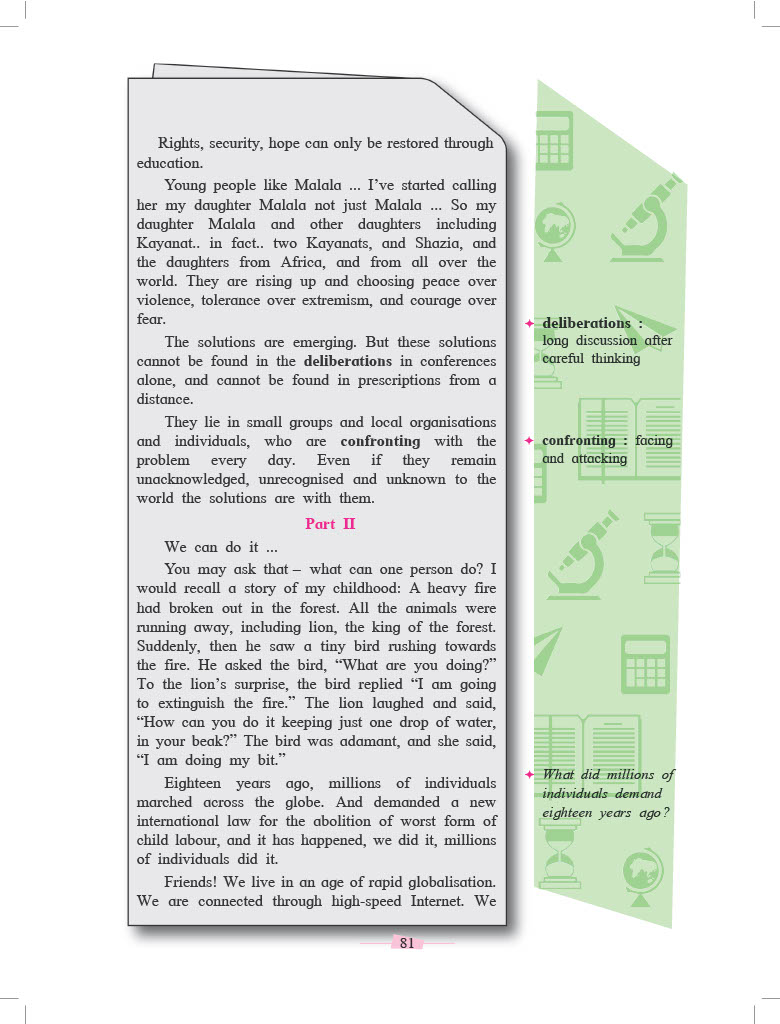 Rights, security, hope can only be restored through
education.
Young people like Malala ... I've started calling
her my daughter Malala not just Malala ... So my
daughter Malala and other daughters including
Kayanat.. in fact.. two Kayanats, and Shazia, and
the daughters from Africa, and from all over the
world. They are rising up and choosing peace over
violence, tolerance over extremism, and courage over
fear.
The solutions are emerging. But these solutions
cannot be found in the deliberations in conferences
alone, and cannot be found in prescriptions from a
distance.
They lie in small groups and local organisations
and individuals, who are confronting with the
problem every day. Even if they remain
unacknowledged, unrecognised and unknown to the
world the solutions are with them.
Part II
We can do it ...
You may ask that – what can one person do? I
would recall a story of my childhood: A heavy fire
had broken out in the forest. All the animals were
running away, including lion, the king of the forest.
Suddenly, then he saw a tiny bird rushing towards
the fire. He asked the bird, “What are you doing?”
To the lion's surprise, the bird replied “I am going
to extinguish the fire.” The lion laughed and said,
“How can you do it keeping just one drop of water,
in your beak?” The bird was adamant, and she said,
“I am doing my bit.”
Eighteen years ago, millions of individuals
marched across the globe. And demanded a new
international law for the abolition of worst form of
child labour, and it has happened, we did it, millions
of individuals did it.
Friends! We live in an age of rapid globalisation.
We are connected through high-speed Internet. We
deliberations :
long discussion after
careful thinking
confronting : facing
and attacking
What did millions of
individuals demand
eighteen years ago?
81